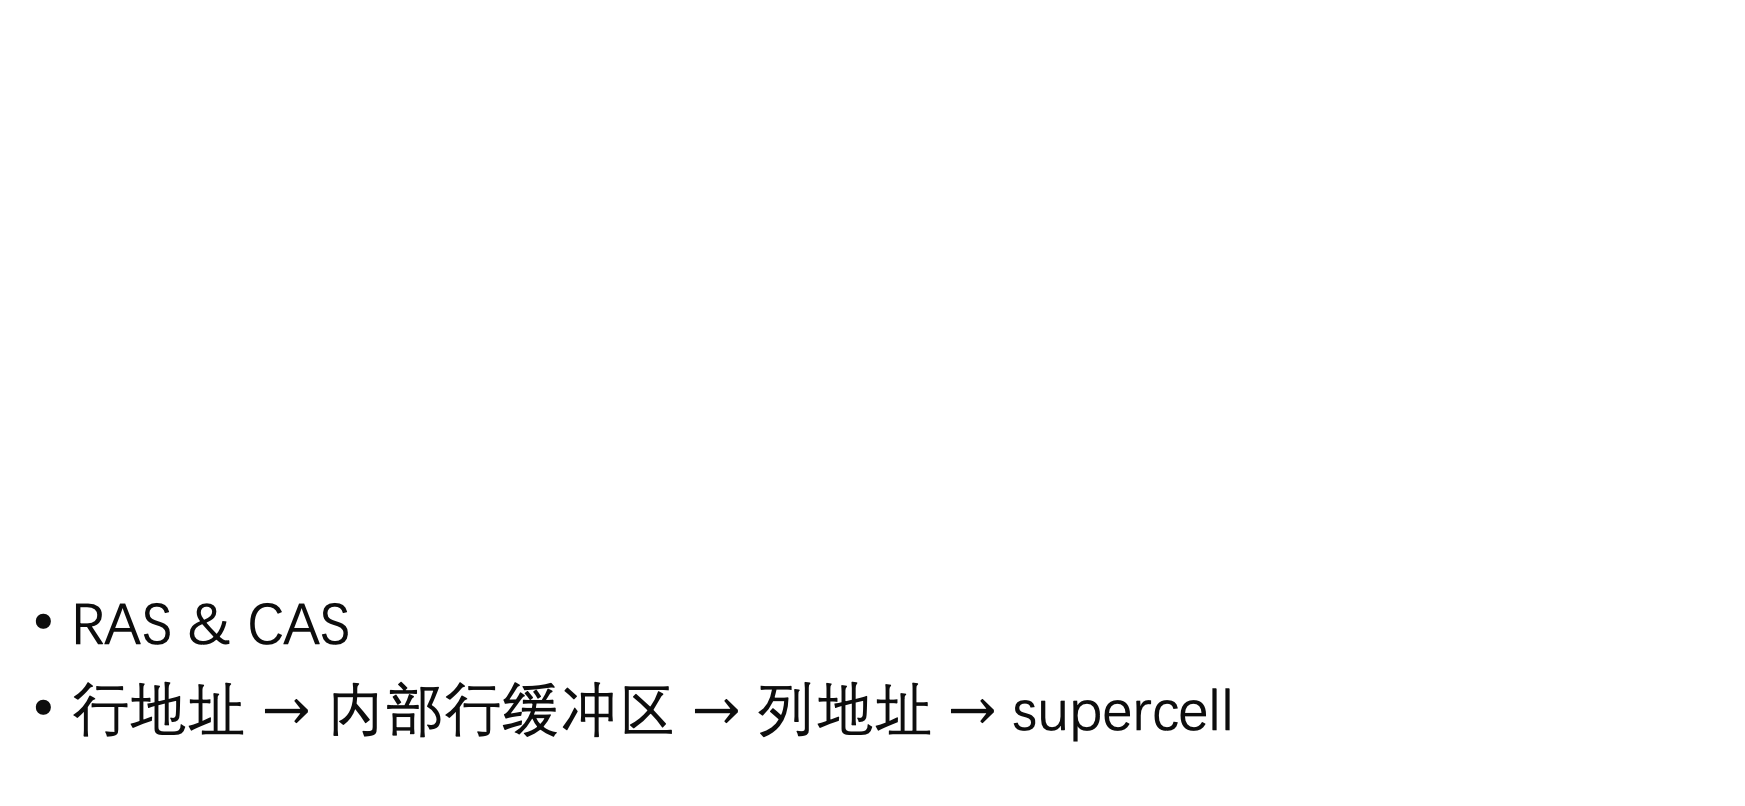 • RAS & CAS
• 行地址 → 内部行缓冲区 → 列地址 → supercell